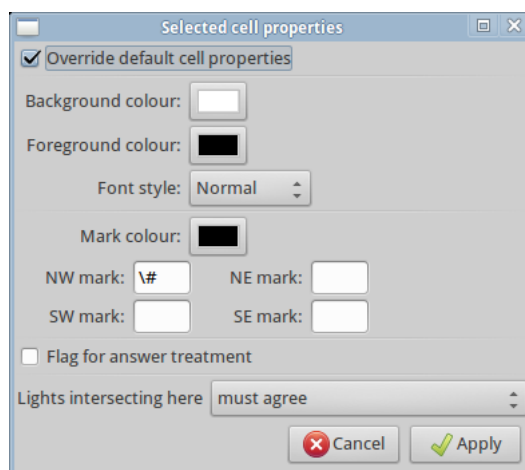 Selected cell properties
Override default cell properties
Background colour:
Foreground colour:
Font style: Normal
Mark colour:
NW mark: \# NE mark:
SW mark: SE mark:
Flag for answer treatment
Lights intersecting here must agree
Cancel Apply